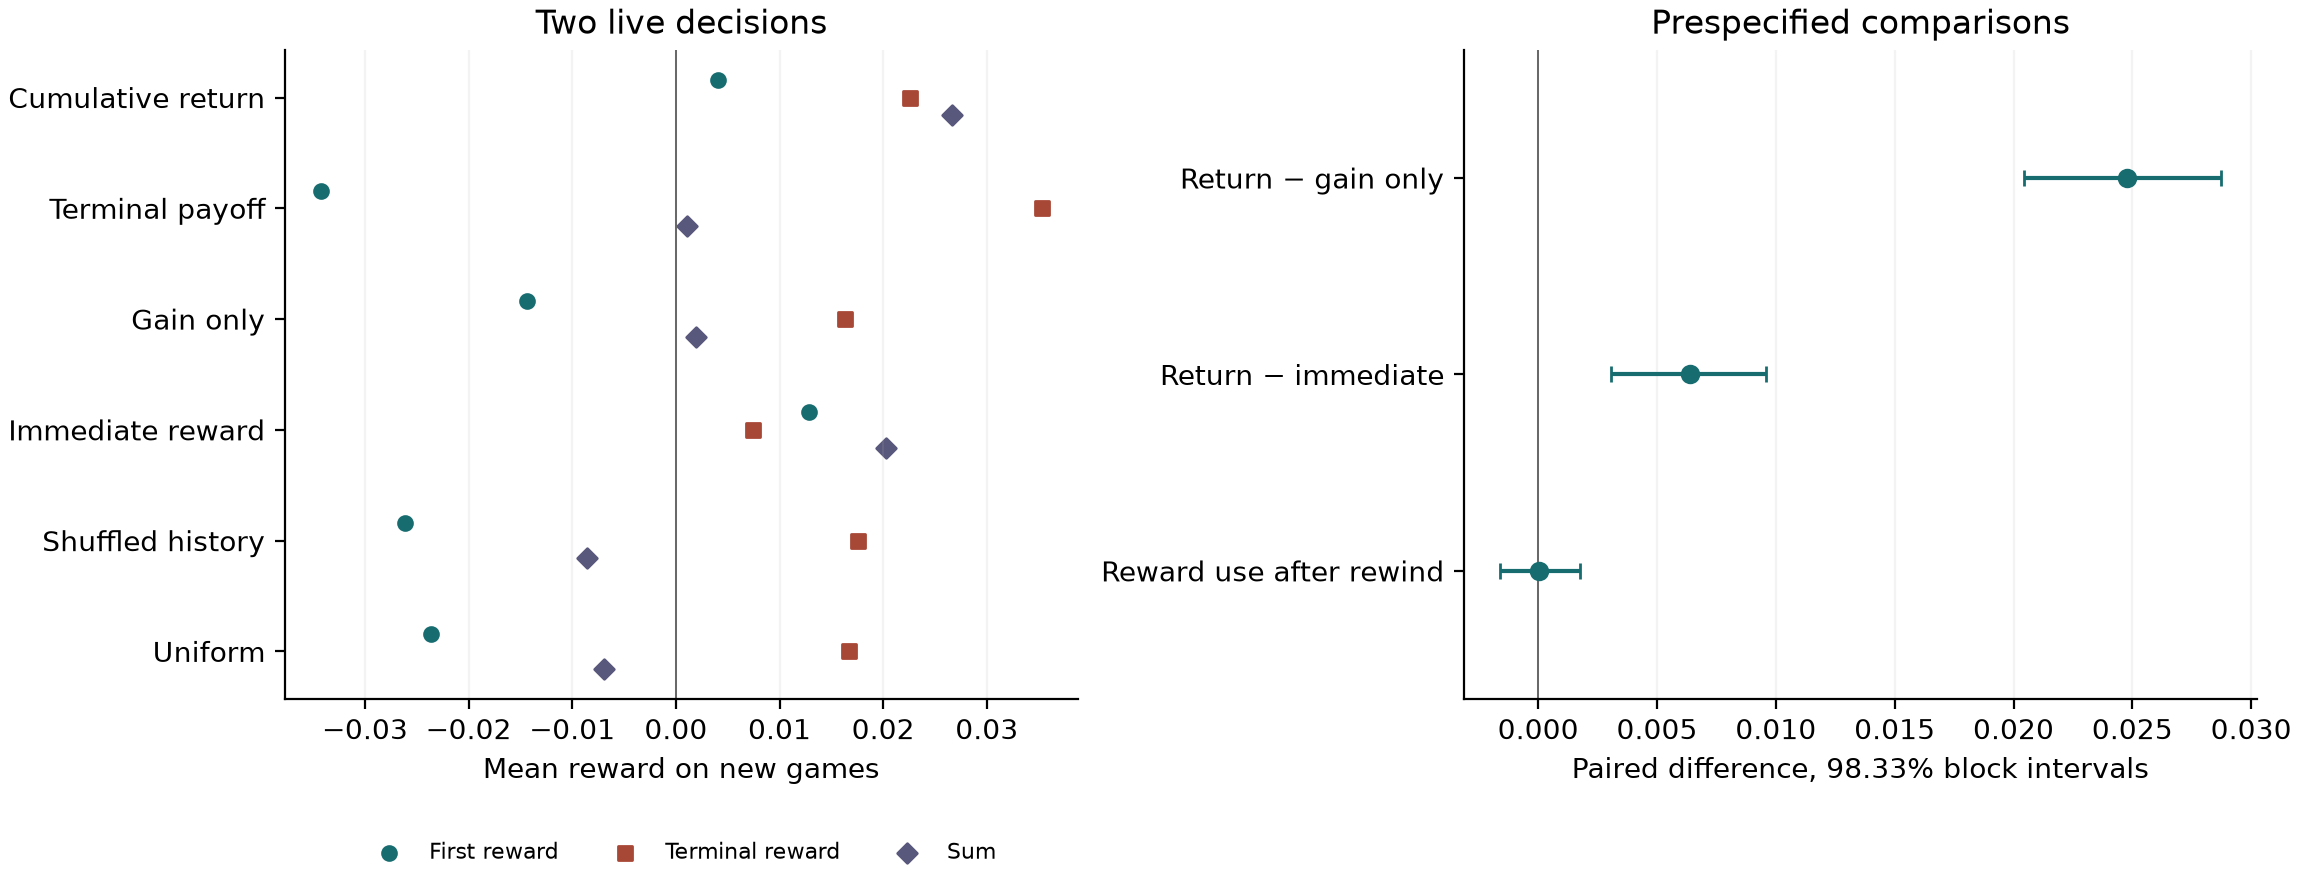 Two live decisions
Cumulative return
Terminal payoff
Gain only
Immediate reward
Shuffled history
Uniform
−0.03 −0.02 −0.01 0.00 0.01 0.02 0.03
Mean reward on new games
First reward Terminal reward Sum
Prespecified comparisons
Return − gain only
Return − immediate
Reward use after rewind
0.000 0.005 0.010 0.015 0.020 0.025 0.030
Paired difference, 98.33% block intervals